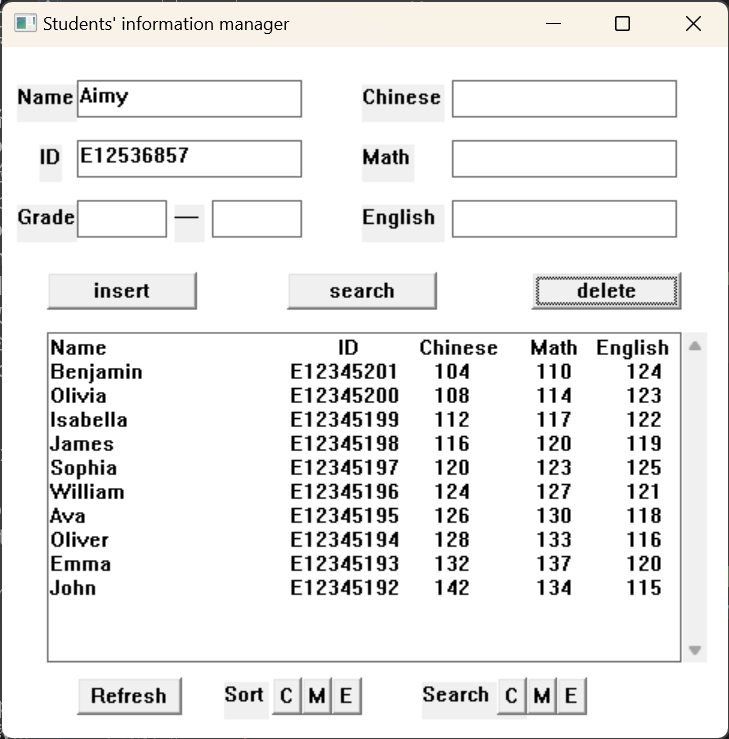 Students' information manager
Name Aimy Chinese
ID E12536857 Math
Grade — English
insert search delete
Name ID Chinese Math English
Benjamin E12345201 104 110 124
Olivia E12345200 108 114 123
Isabella E12345199 112 117 122
James E12345198 116 120 119
Sophia E12345197 120 123 125
William E12345196 124 127 121
Ava E12345195 126 130 118
Oliver E12345194 128 133 116
Emma E12345193 132 137 120
John E12345192 142 134 115
Refresh Sort C M E Search C M E